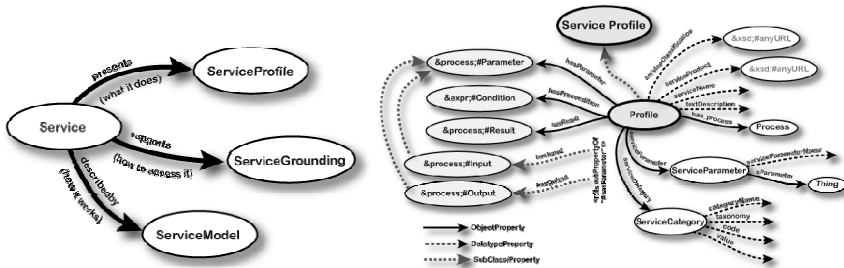 presents
(what it does)
ServiceProfile
Service
supports
(how to access it)
ServiceGrounding
describedby
(how it works)
ServiceModel
Service Profile
&process;#Parameter
hasParameter
&expr;#Condition
hasPrecondition
&process;#Result
hasResult
&process;#Input
hasInput
&process;#Output
hasOutput
Profile
serviceClassification
&xsd;#anyURL
serviceProduct
&xsd;#anyURL
serviceName
textDescription
has_process
Process
serviceParameter
ServiceParameter
serviceParameterName
sParameter
Thing
serviceCategory
ServiceCategory
categoryName
taxonomy
code
value
ObjectProperty
DatatypeProperty
SubClass/Property